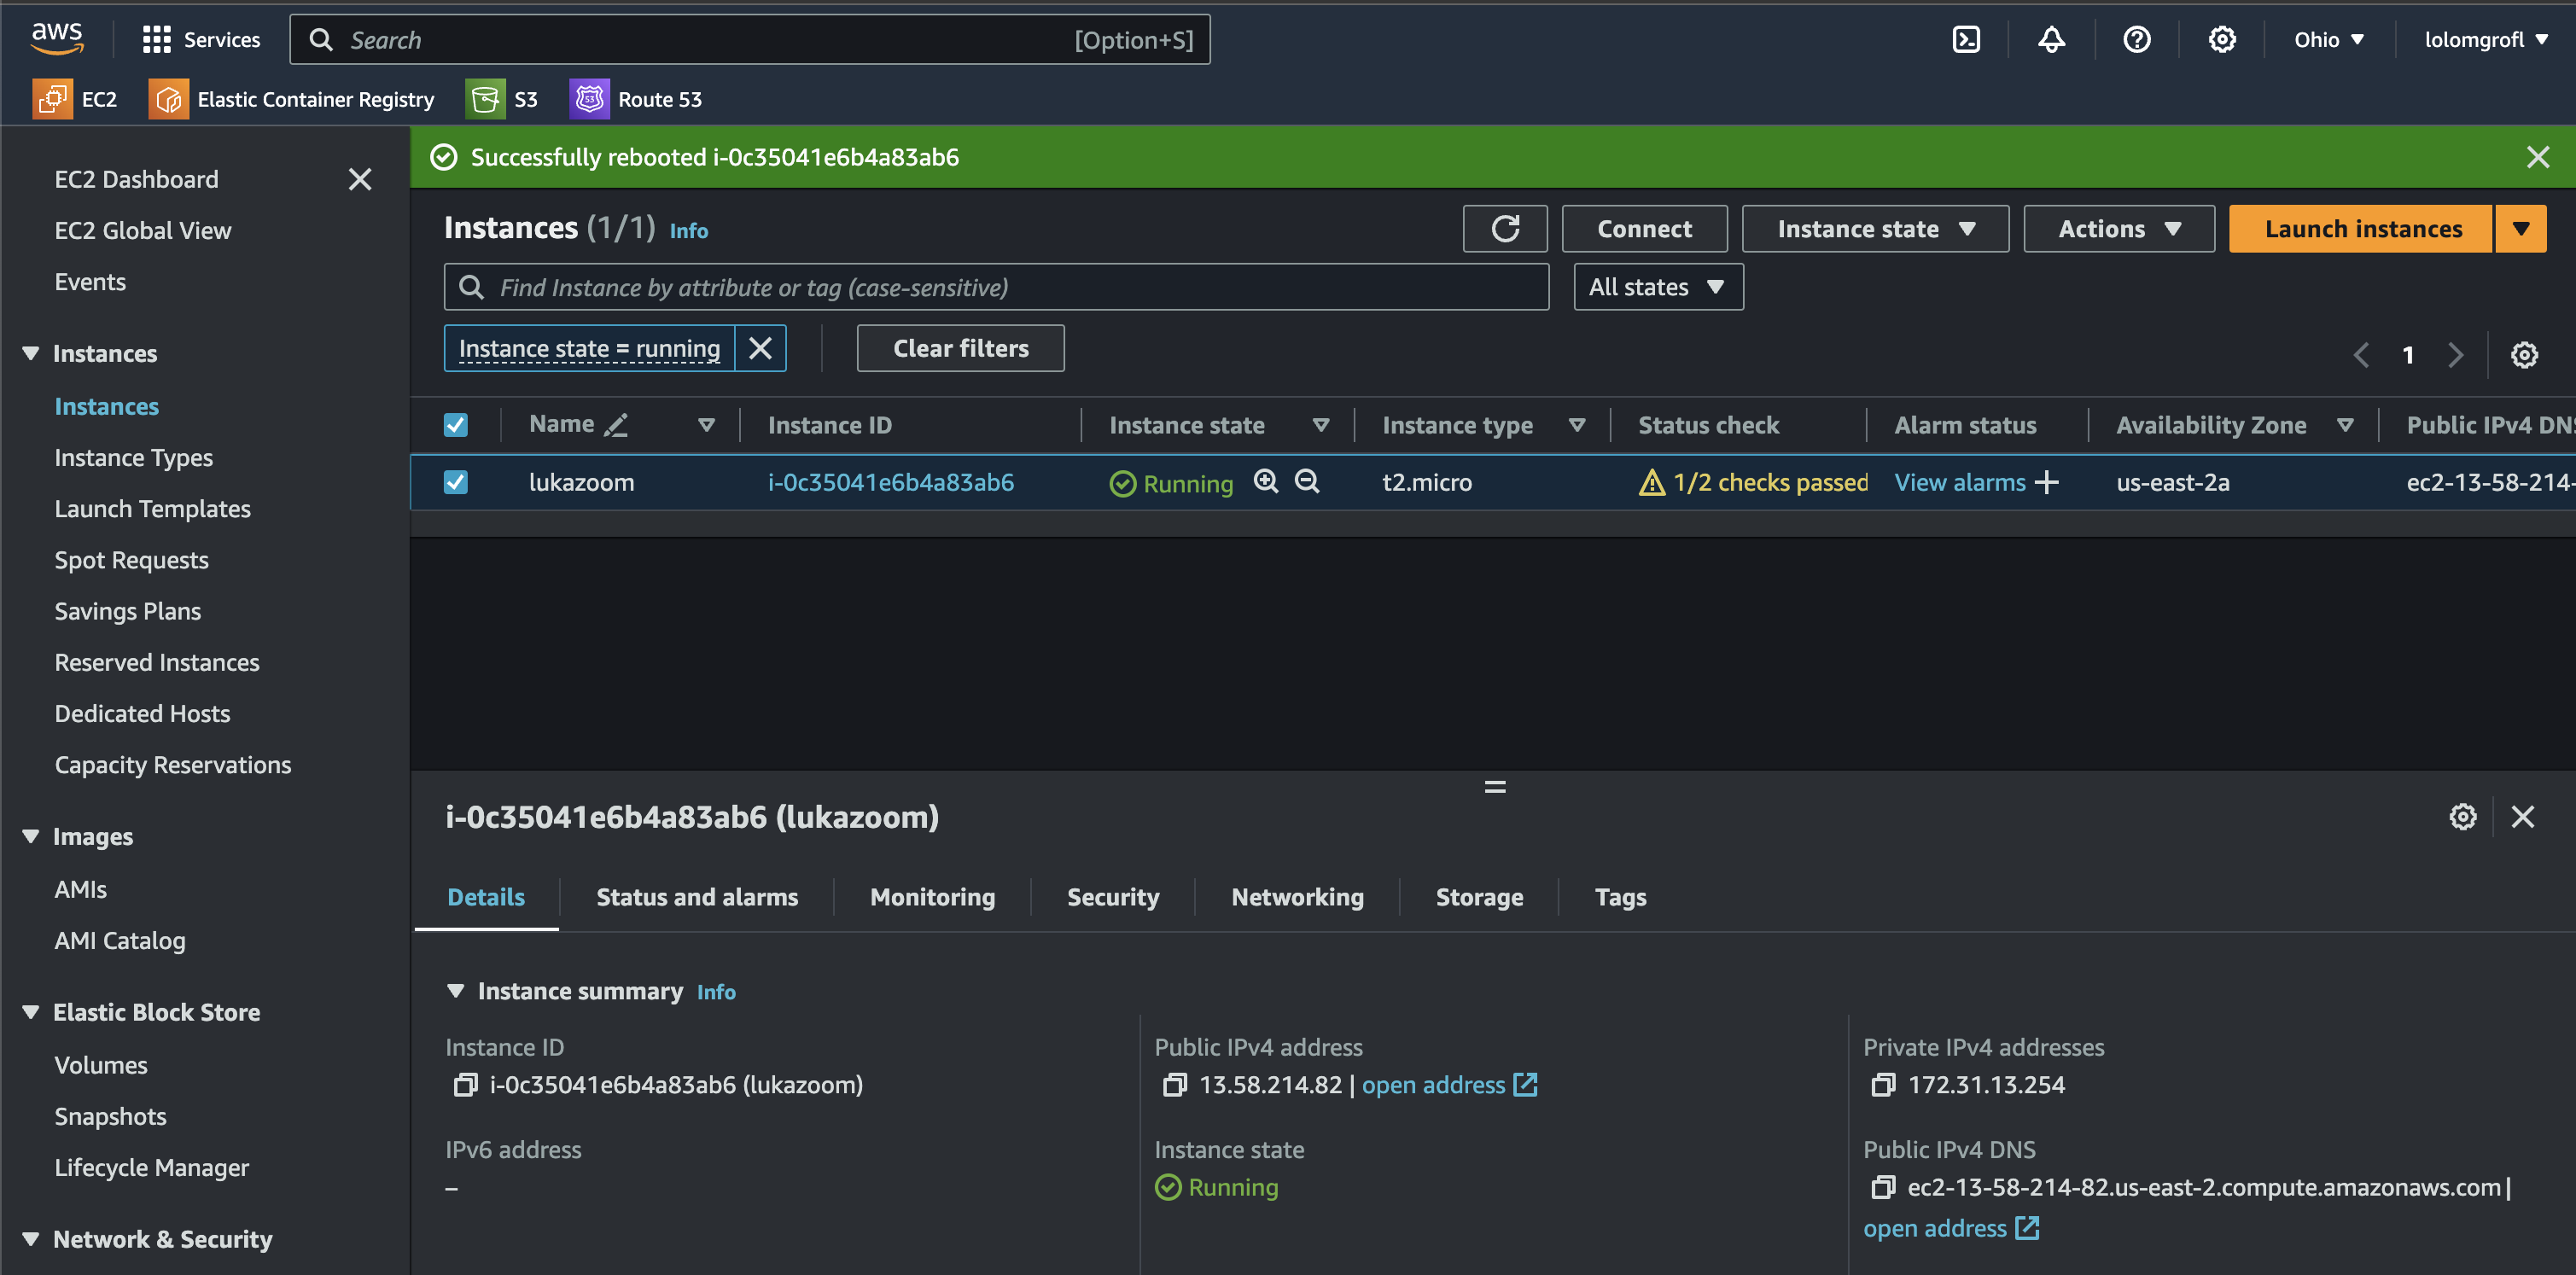 aws Services Search [Option+S] Ohio lolomgrofl
EC2 Elastic Container Registry S3 Route 53
EC2 Dashboard
EC2 Global View
Events
Instances
Instances
Instance Types
Launch Templates
Spot Requests
Savings Plans
Reserved Instances
Dedicated Hosts
Capacity Reservations
Images
AMIs
AMI Catalog
Elastic Block Store
Volumes
Snapshots
Lifecycle Manager
Network & Security
Successfully rebooted i-0c35041e6b4a83ab6
Instances (1/1) Info Connect Instance state Actions Launch instances
Find Instance by attribute or tag (case-sensitive) All states
Instance state = running Clear filters 1
Name Instance ID Instance state Instance type Status check Alarm status Availability Zone Public IPv4 DNS
lukazoom i-0c35041e6b4a83ab6 Running t2.micro 1/2 checks passed View alarms + us-east-2a ec2-13-58-214-
i-0c35041e6b4a83ab6 (lukazoom)
Details Status and alarms Monitoring Security Networking Storage Tags
Instance summary Info
Instance ID
i-0c35041e6b4a83ab6 (lukazoom)
IPv6 address
–
Public IPv4 address
13.58.214.82 | open address
Instance state
Running
Private IPv4 addresses
172.31.13.254
Public IPv4 DNS
ec2-13-58-214-82.us-east-2.compute.amazonaws.com |
open address